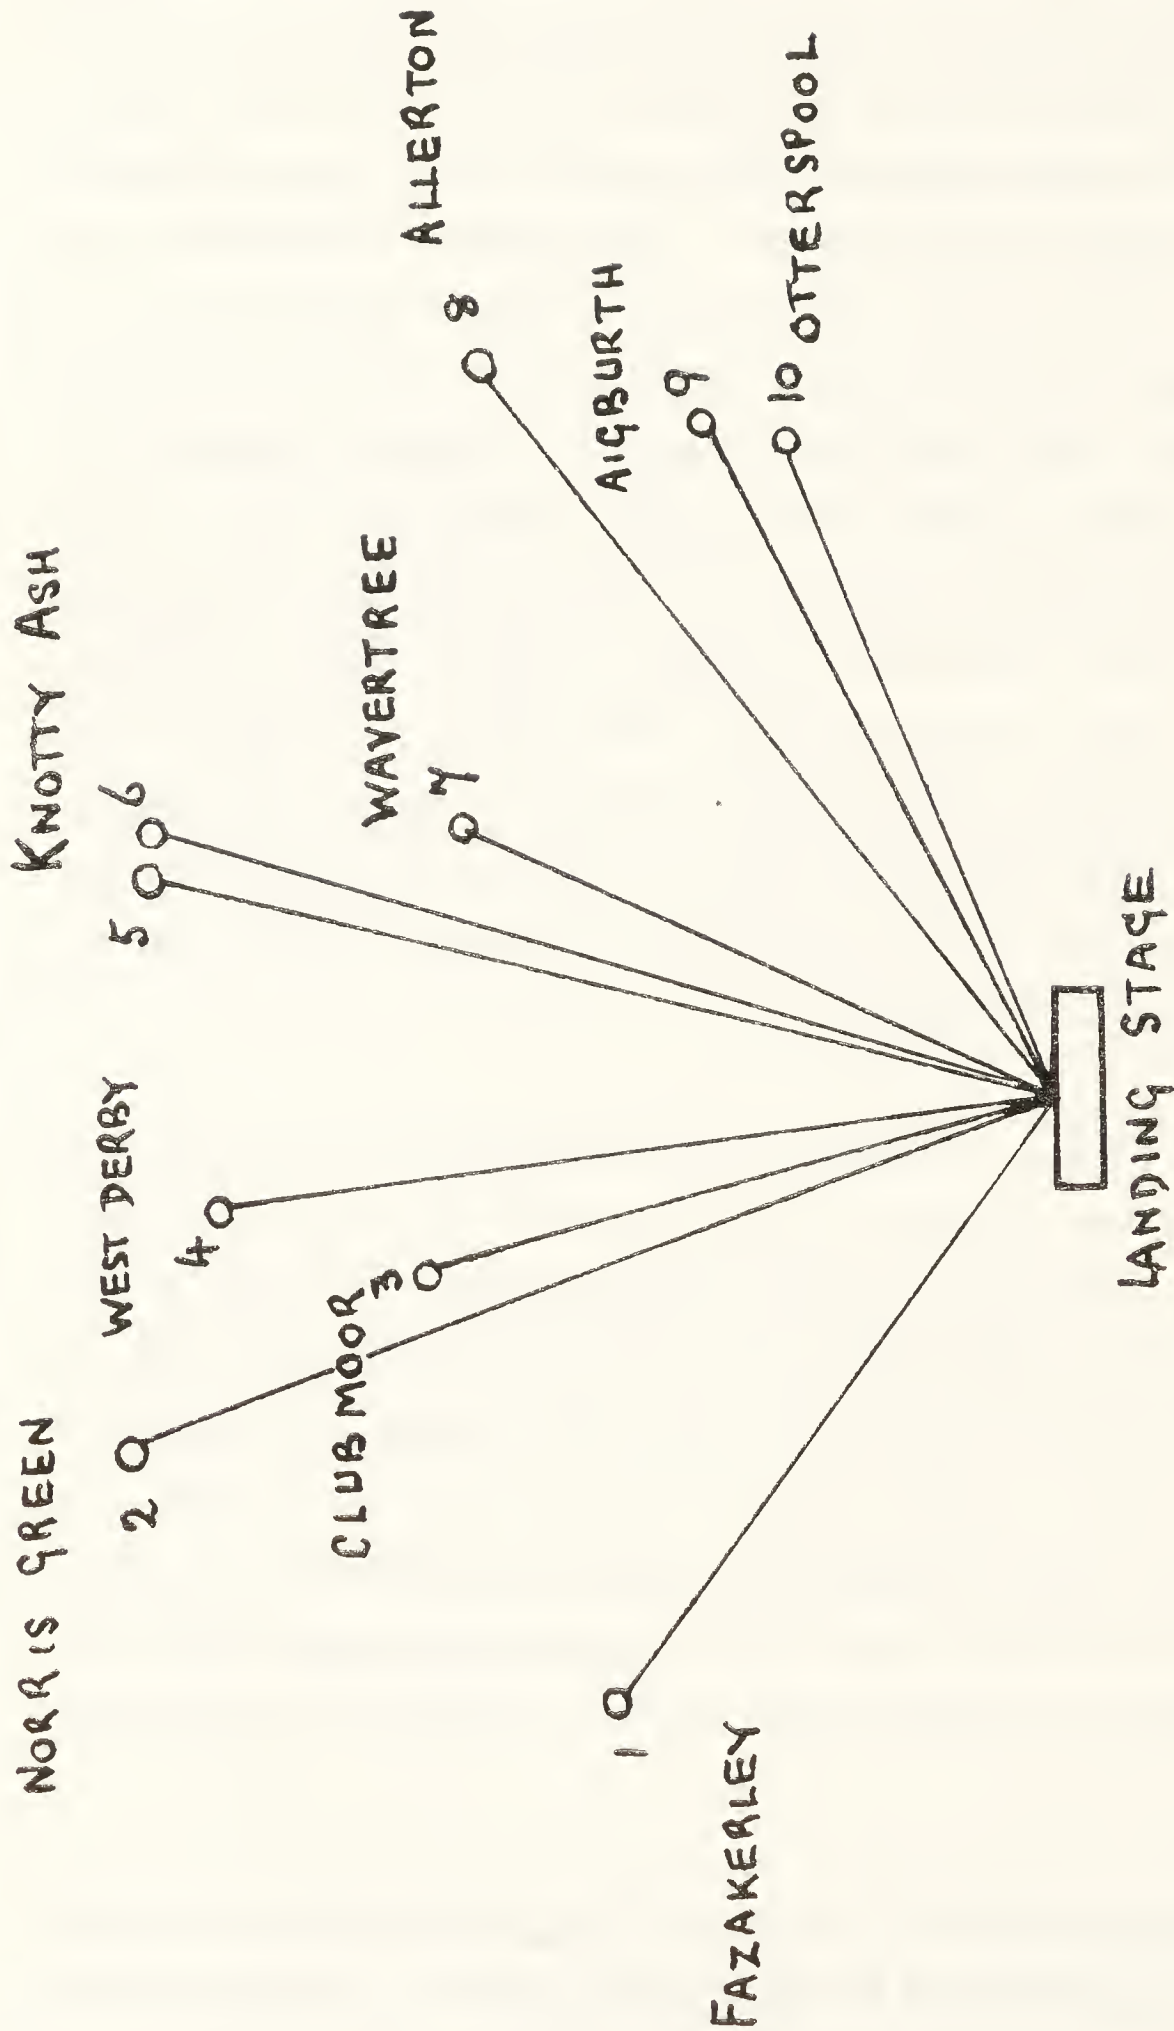 NORRIS GREEN
2
WEST DERBY
4
KNOTTY ASH
5
6
CLUBMOOR
3
WAVERTREE
7
ALLERTON
8
1
FAZAKERLEY
AIGBURTH
9
10 OTTERSPOOL
LANDING STAGE